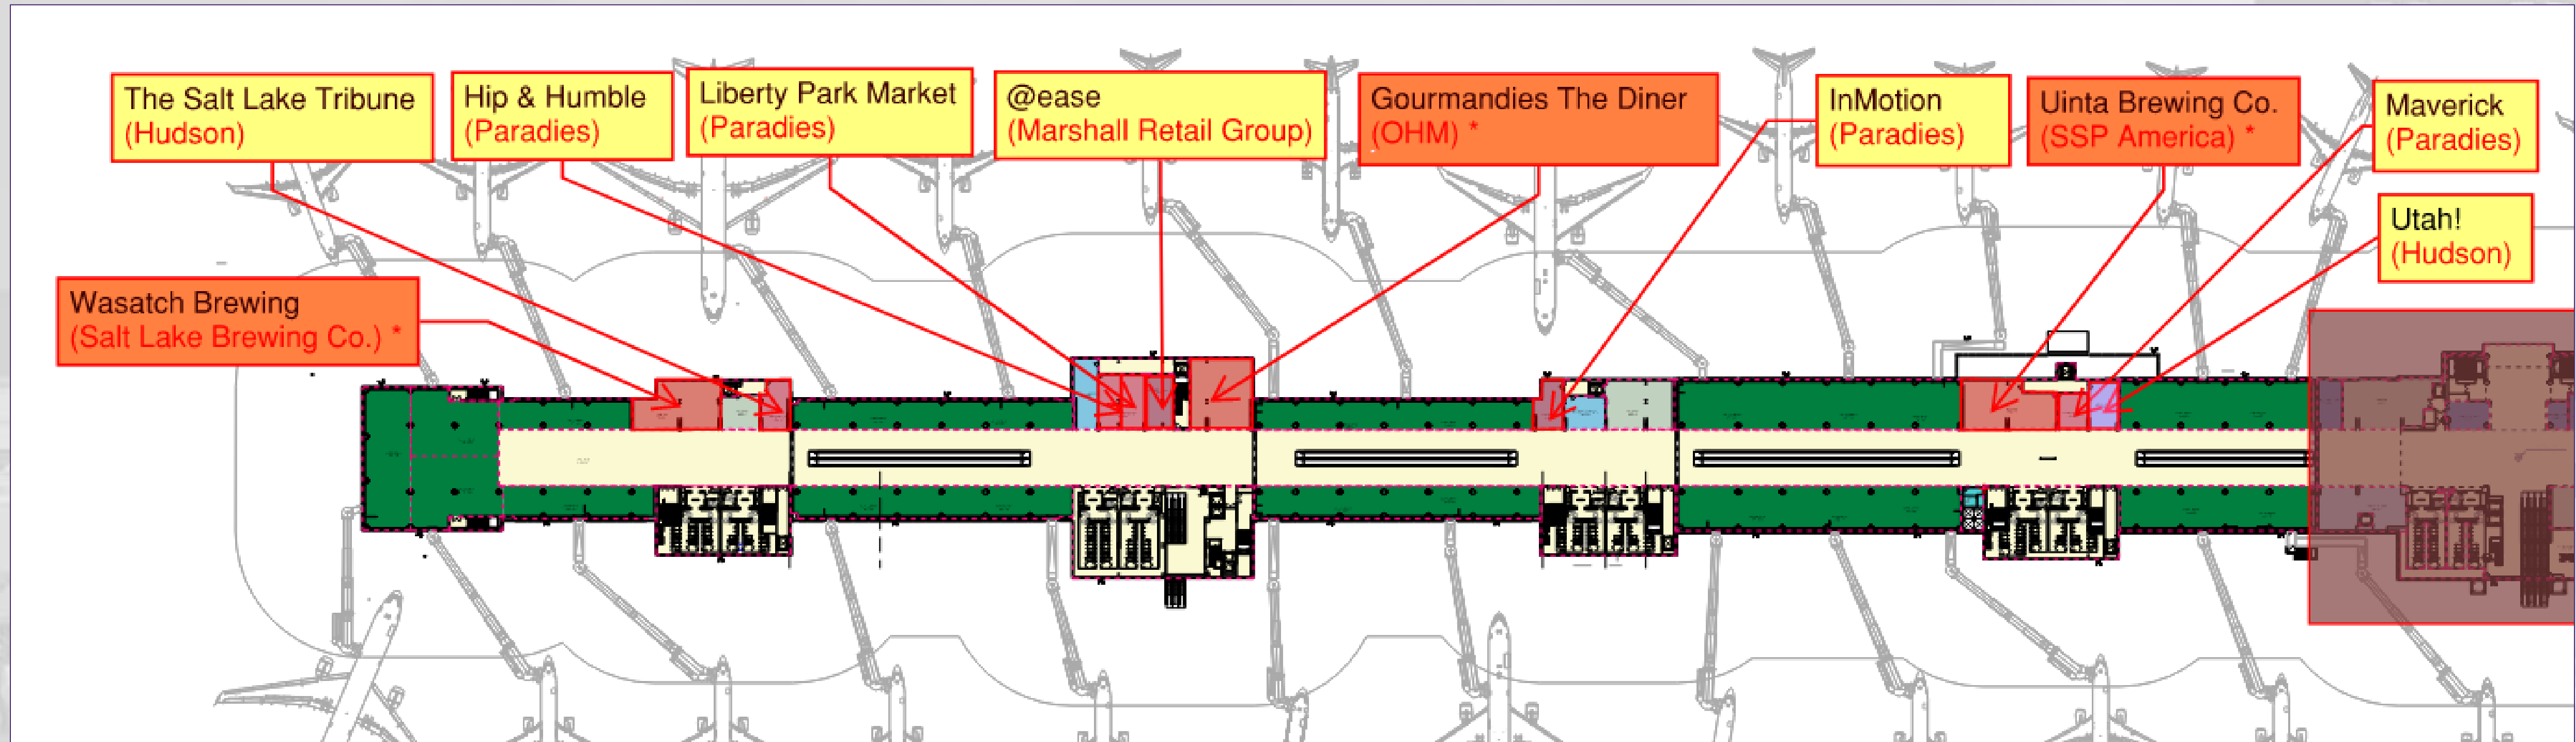 The Salt Lake Tribune
(Hudson)
Hip & Humble
(Paradies)
Liberty Park Market
(Paradies)
@ease
(Marshall Retail Group)
Gourmandies The Diner
(OHM) *
InMotion
(Paradies)
Uinta Brewing Co.
(SSP America) *
Maverick
(Paradies)
Utah!
(Hudson)
Wasatch Brewing
(Salt Lake Brewing Co.) *